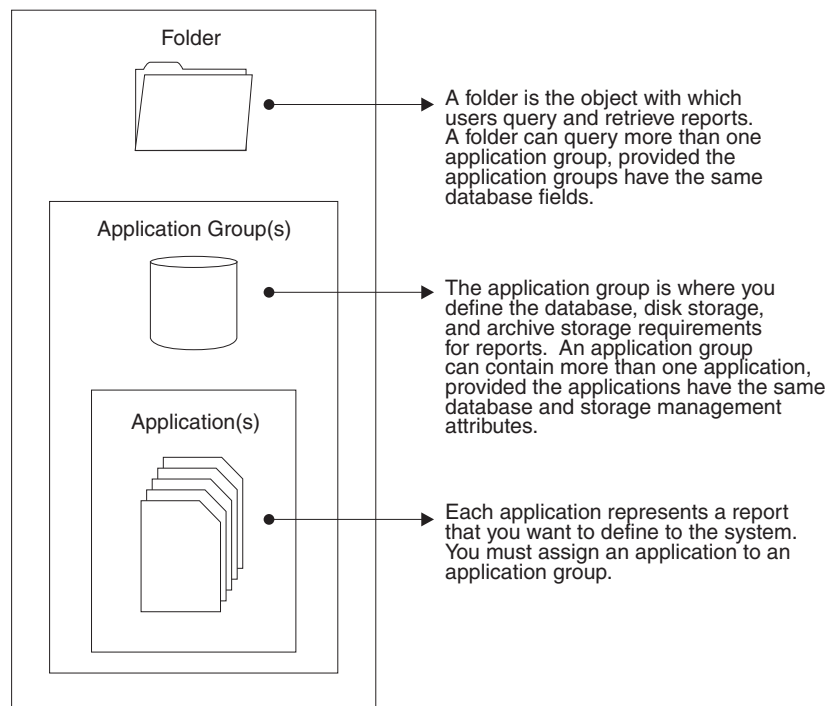 Folder
A folder is the object with which
users query and retrieve reports.
A folder can query more than one
application group, provided the
application groups have the same
database fields.
Application Group(s)
The application group is where you
define the database, disk storage,
and archive storage requirements
for reports.  An application group
can contain more than one application,
provided the applications have the same
database and storage management
attributes.
Application(s)
Each application represents a report
that you want to define to the system.
You must assign an application to an
application group.